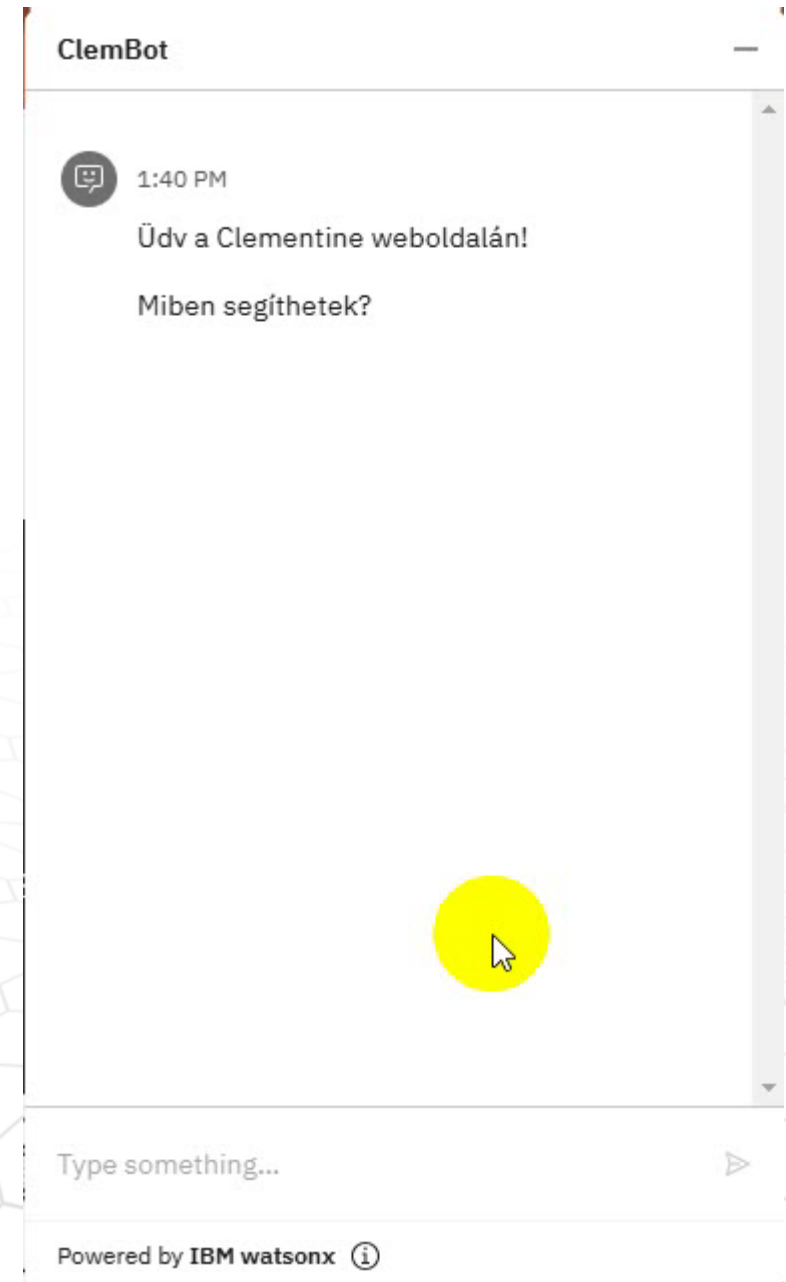 ClemBot
1:40 PM
Üdv a Clementine weboldalán!
Miben segíthetek?
Type something...
Powered by IBM watsonx